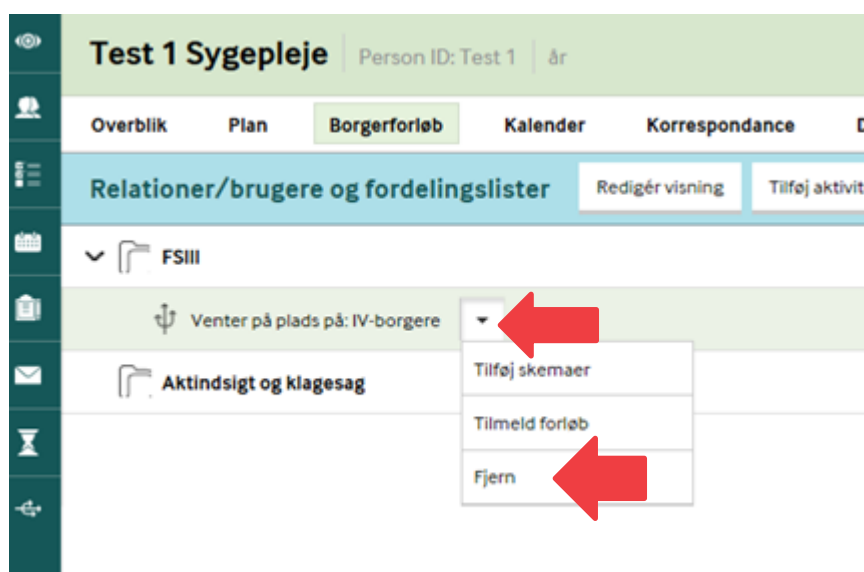 Test 1 Sygepleje Person ID: Test 1 år
Overblik Plan Borgerforløb Kalender Korrespondance
Relationer/brugere og fordelingslister Redigér visning Tilføj aktivit
FSIII
Venter på plads på: IV-borgere
Aktindsigt og klagesag
Tilføj skemaer
Tilmeld forløb
Fjern